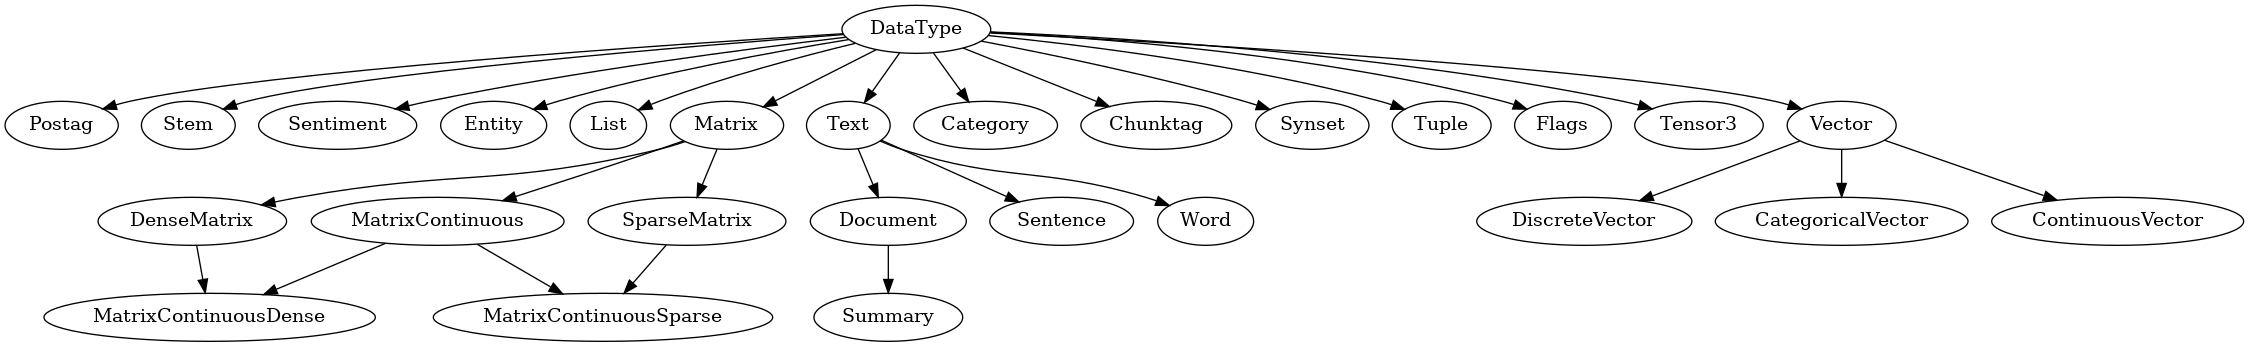 DataType
Postag
Stem
Sentiment
Entity
List
Matrix
Text
Category
Chunktag
Synset
Tuple
Flags
Tensor3
Vector
DenseMatrix
MatrixContinuous
SparseMatrix
Document
Sentence
Word
DiscreteVector
CategoricalVector
ContinuousVector
MatrixContinuousDense
MatrixContinuousSparse
Summary